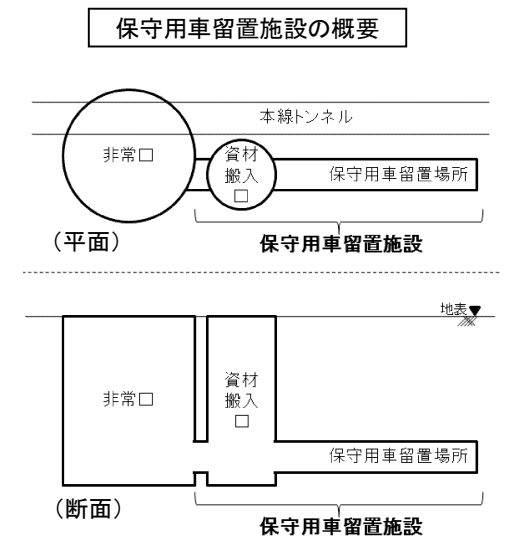 保守用車留置施設の概要
本線トンネル
非常口
資材
搬入
口
保守用車留置場所
(平面)
保守用車留置施設
地表
非常口
資材
搬入
口
保守用車留置場所
(断面)
保守用車留置施設